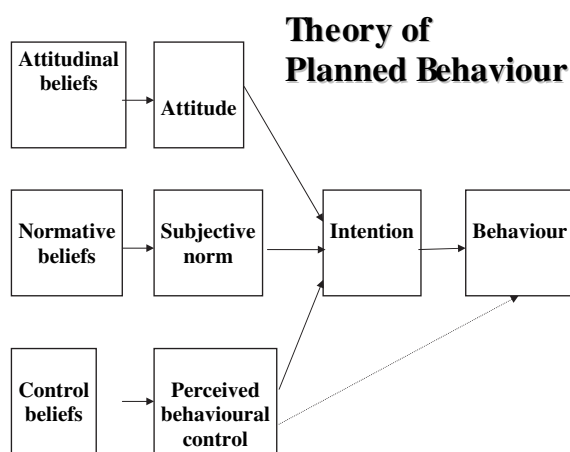 Theory of
Planned Behaviour
Attitudinal
beliefs
Attitude
Normative
beliefs
Subjective
norm
Intention
Behaviour
Control
beliefs
Perceived
behavioural
control